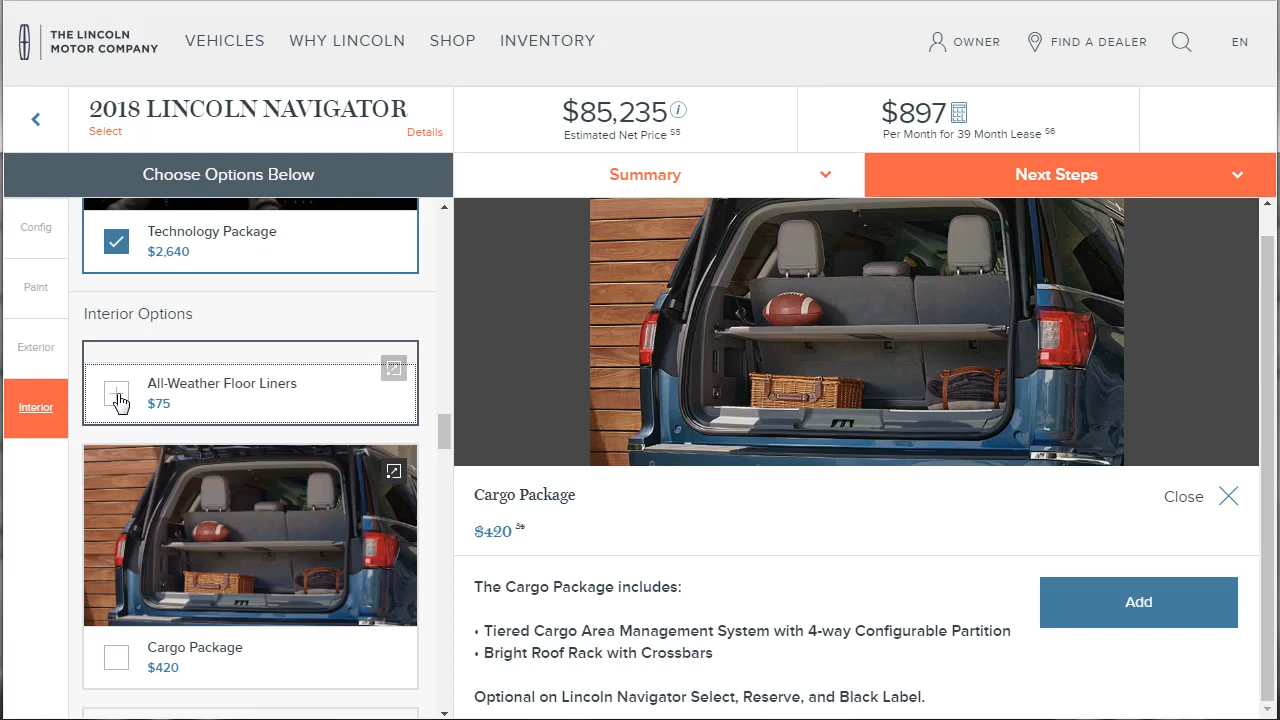 THE LINCOLN
MOTOR COMPANY
VEHICLES
WHY LINCOLN
SHOP
INVENTORY
OWNER
FIND A DEALER
EN
2018 LINCOLN NAVIGATOR
Select
Details
$85,235
Estimated Net Price S5
$897
Per Month for 39 Month Lease S6
Choose Options Below
Summary
Next Steps
Config
Paint
Exterior
Interior
Technology Package
$2,640
Interior Options
All-Weather Floor Liners
$75
Cargo Package
$420
Cargo Package
$420 S4
Close
The Cargo Package includes:
Add
• Tiered Cargo Area Management System with 4-way Configurable Partition
• Bright Roof Rack with Crossbars
Optional on Lincoln Navigator Select, Reserve, and Black Label.